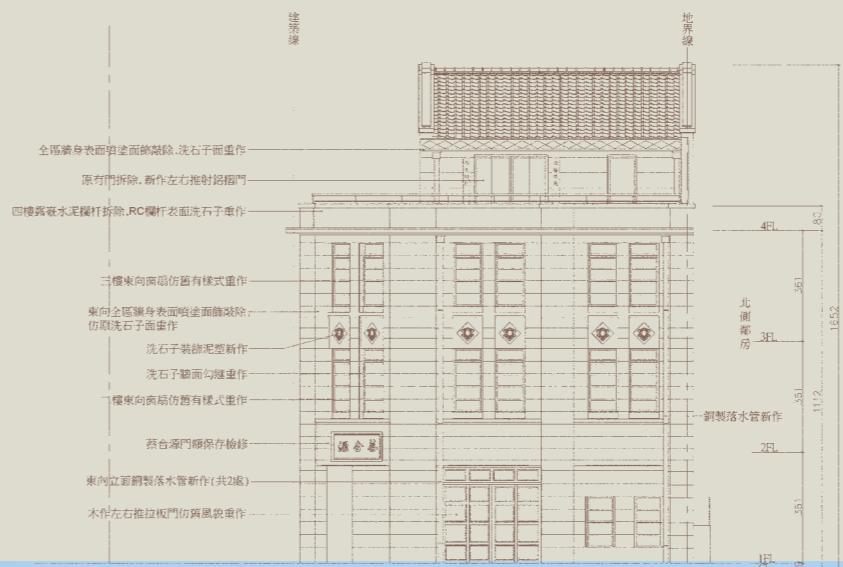 建築線
地界線
全區牆身表面噴塗面飾敲除,洗石子面重作
原有門拆除,新作左右推射鋁摺門
四樓露臺水泥欄杆拆除,RC欄杆表面洗石子重作
三樓東向窗扇仿舊有樣式重作
東向全區牆身表面噴塗面飾敲除,
仿原洗石子面重作
洗石子裝飾泥塑新作
洗石子牆面勾縫重作
二樓東向窗扇仿舊有樣式重作
蔡合源門額保存檢修
源合蔡
東向立面銅製落水管新作(共2處)
木作左右推拉板門仿舊風貌重作
銅製落水管新作
北側鄰房
4FL
3FL
2FL
1FL
80
361
351
351
1112
1652